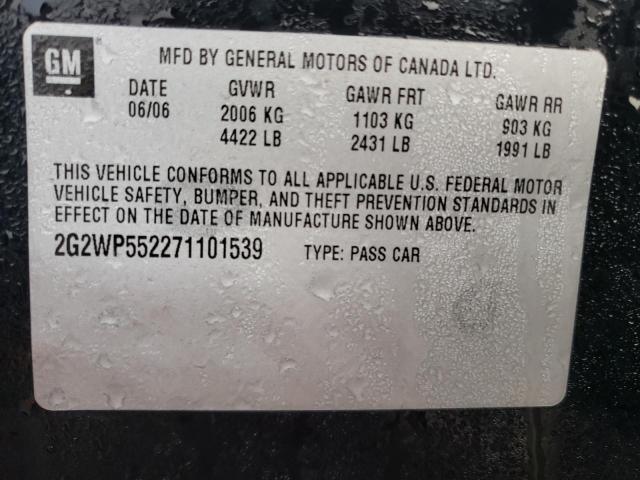 GM
MFD BY GENERAL MOTORS OF CANADA LTD.
DATE GVWR GAWR FRT GAWR RR
06/06 2006 KG 1103 KG 903 KG
4422 LB 2431 LB 1991 LB
THIS VEHICLE CONFORMS TO ALL APPLICABLE U.S. FEDERAL MOTOR
VEHICLE SAFETY, BUMPER, AND THEFT PREVENTION STANDARDS IN
EFFECT ON THE DATE OF MANUFACTURE SHOWN ABOVE.
2G2WP552271101539 TYPE: PASS CAR